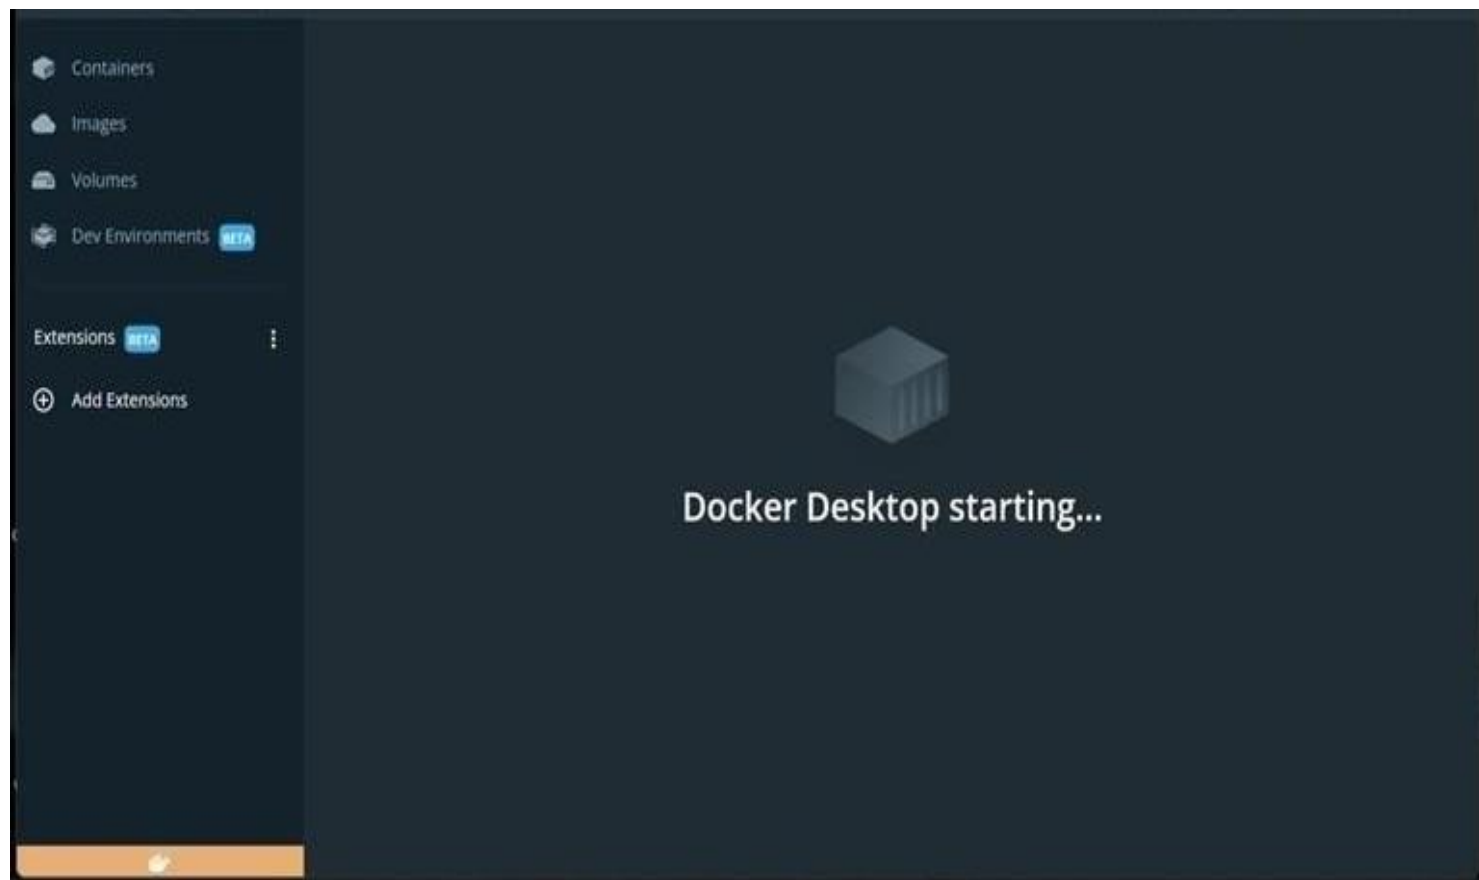 Containers
Images
Volumes
Dev Environments BETA
Extensions BETA
Add Extensions
Docker Desktop starting...